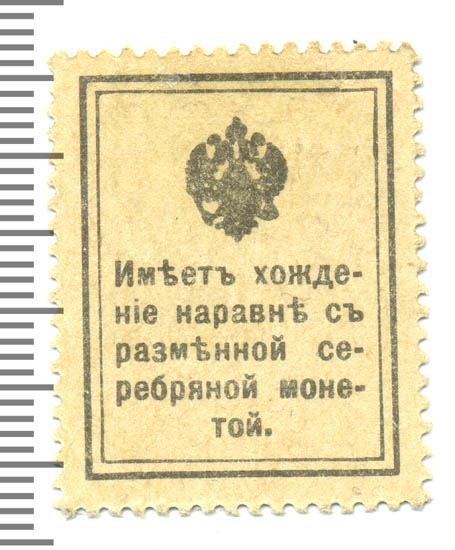 Имѣетъ хожде-
ніе наравнѣ съ
размѣнной се-
ребряной моне-
той.